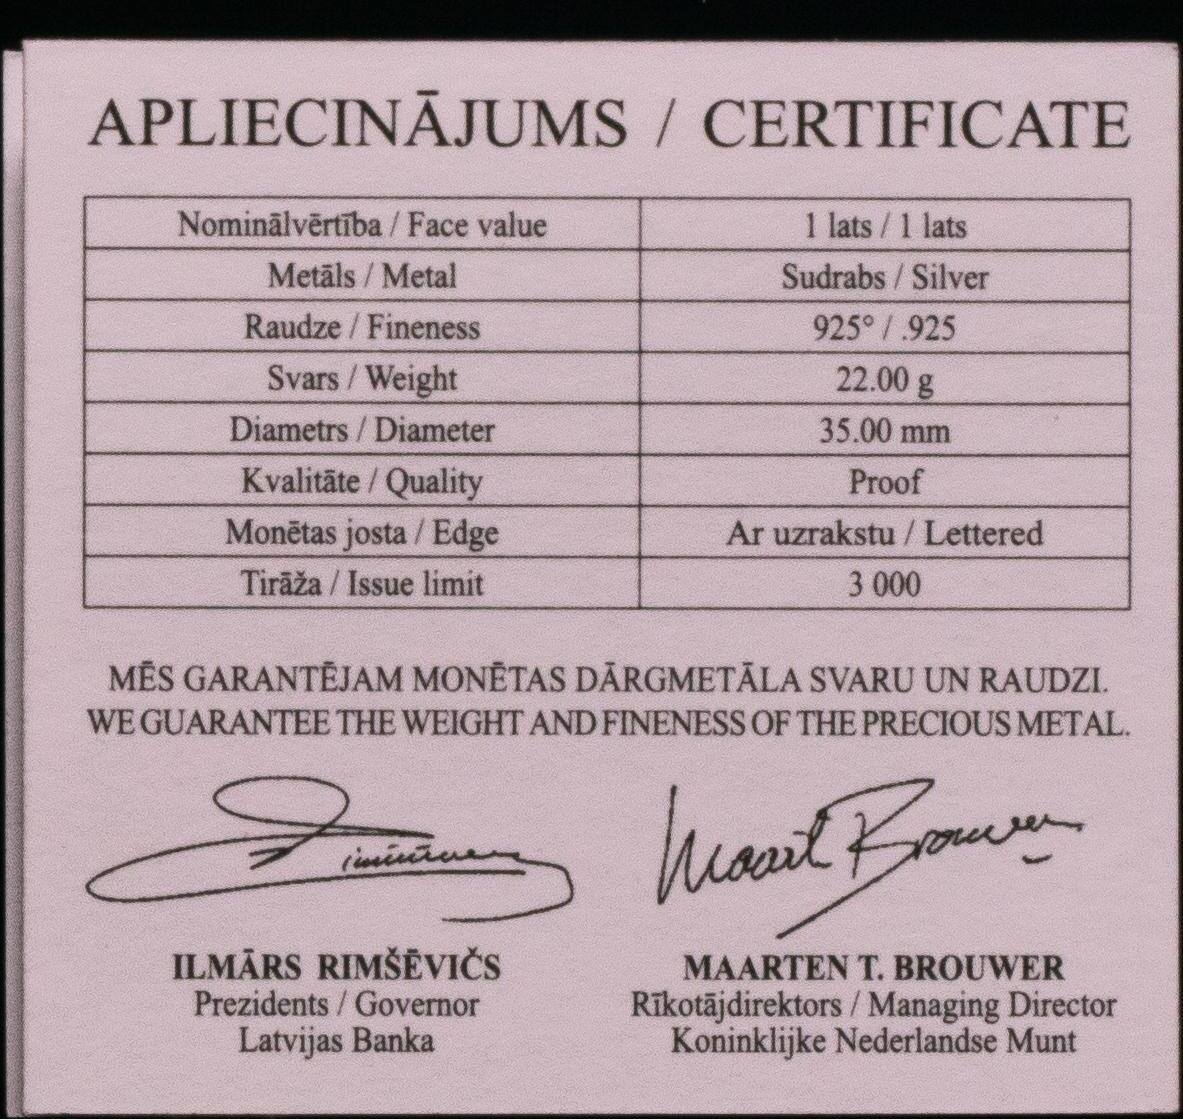 APLIECINĀJUMS / CERTIFICATE
Nominālvērtība / Face value 1 lats / 1 lats
Metāls / Metal Sudrabs / Silver
Raudze / Fineness 925° / .925
Svars / Weight 22.00 g
Diametrs / Diameter 35.00 mm
Kvalitāte / Quality Proof
Monētas josta / Edge Ar uzrakstu / Lettered
Tirāža / Issue limit 3 000
MĒS GARANTĒJAM MONĒTAS DĀRGMETĀLA SVARU UN RAUDZI.
WE GUARANTEE THE WEIGHT AND FINENESS OF THE PRECIOUS METAL.
Maarten Brouwer
ILMĀRS RIMŠĒVIČS MAARTEN T. BROUWER
Prezidents / Governor Rīkotājdirektors / Managing Director
Latvijas Banka Koninklijke Nederlandse Munt